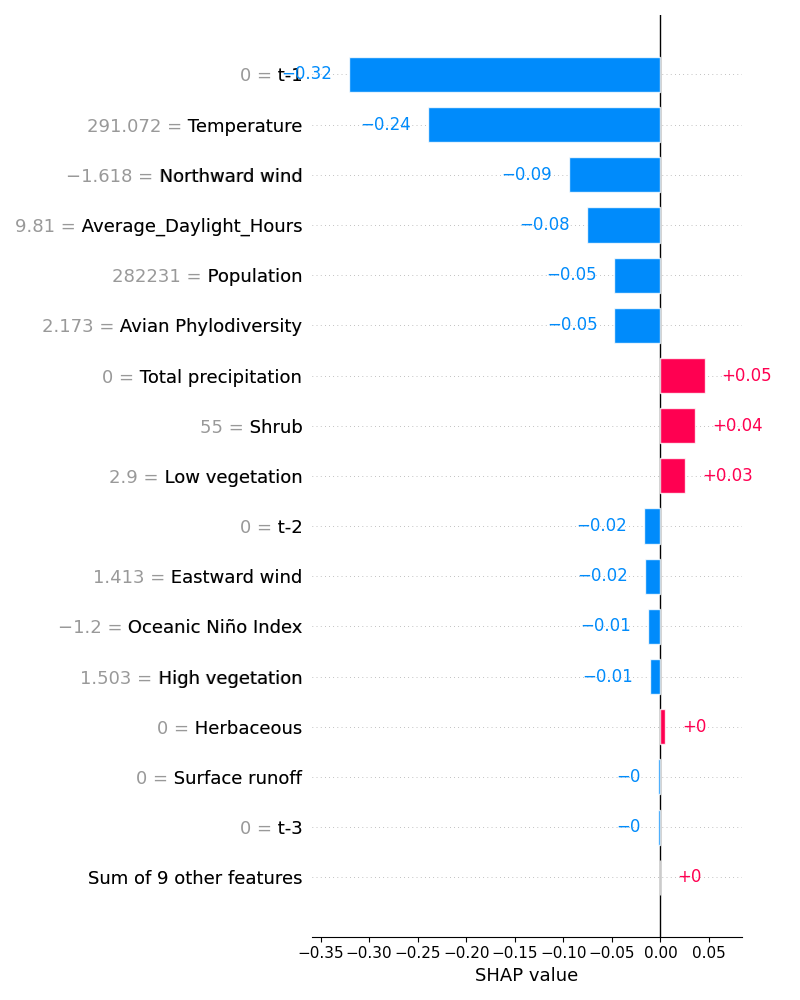 0 = t-1 −0.32
291.072 = Temperature −0.24
−1.618 = Northward wind −0.09
9.81 = Average_Daylight_Hours −0.08
282231 = Population −0.05
2.173 = Avian Phylodiversity −0.05
0 = Total precipitation +0.05
55 = Shrub +0.04
2.9 = Low vegetation +0.03
0 = t-2 −0.02
1.413 = Eastward wind −0.02
−1.2 = Oceanic Niño Index −0.01
1.503 = High vegetation −0.01
0 = Herbaceous +0
0 = Surface runoff −0
0 = t-3 −0
Sum of 9 other features +0
−0.35 −0.30 −0.25 −0.20 −0.15 −0.10 −0.05 0.00 0.05
SHAP value